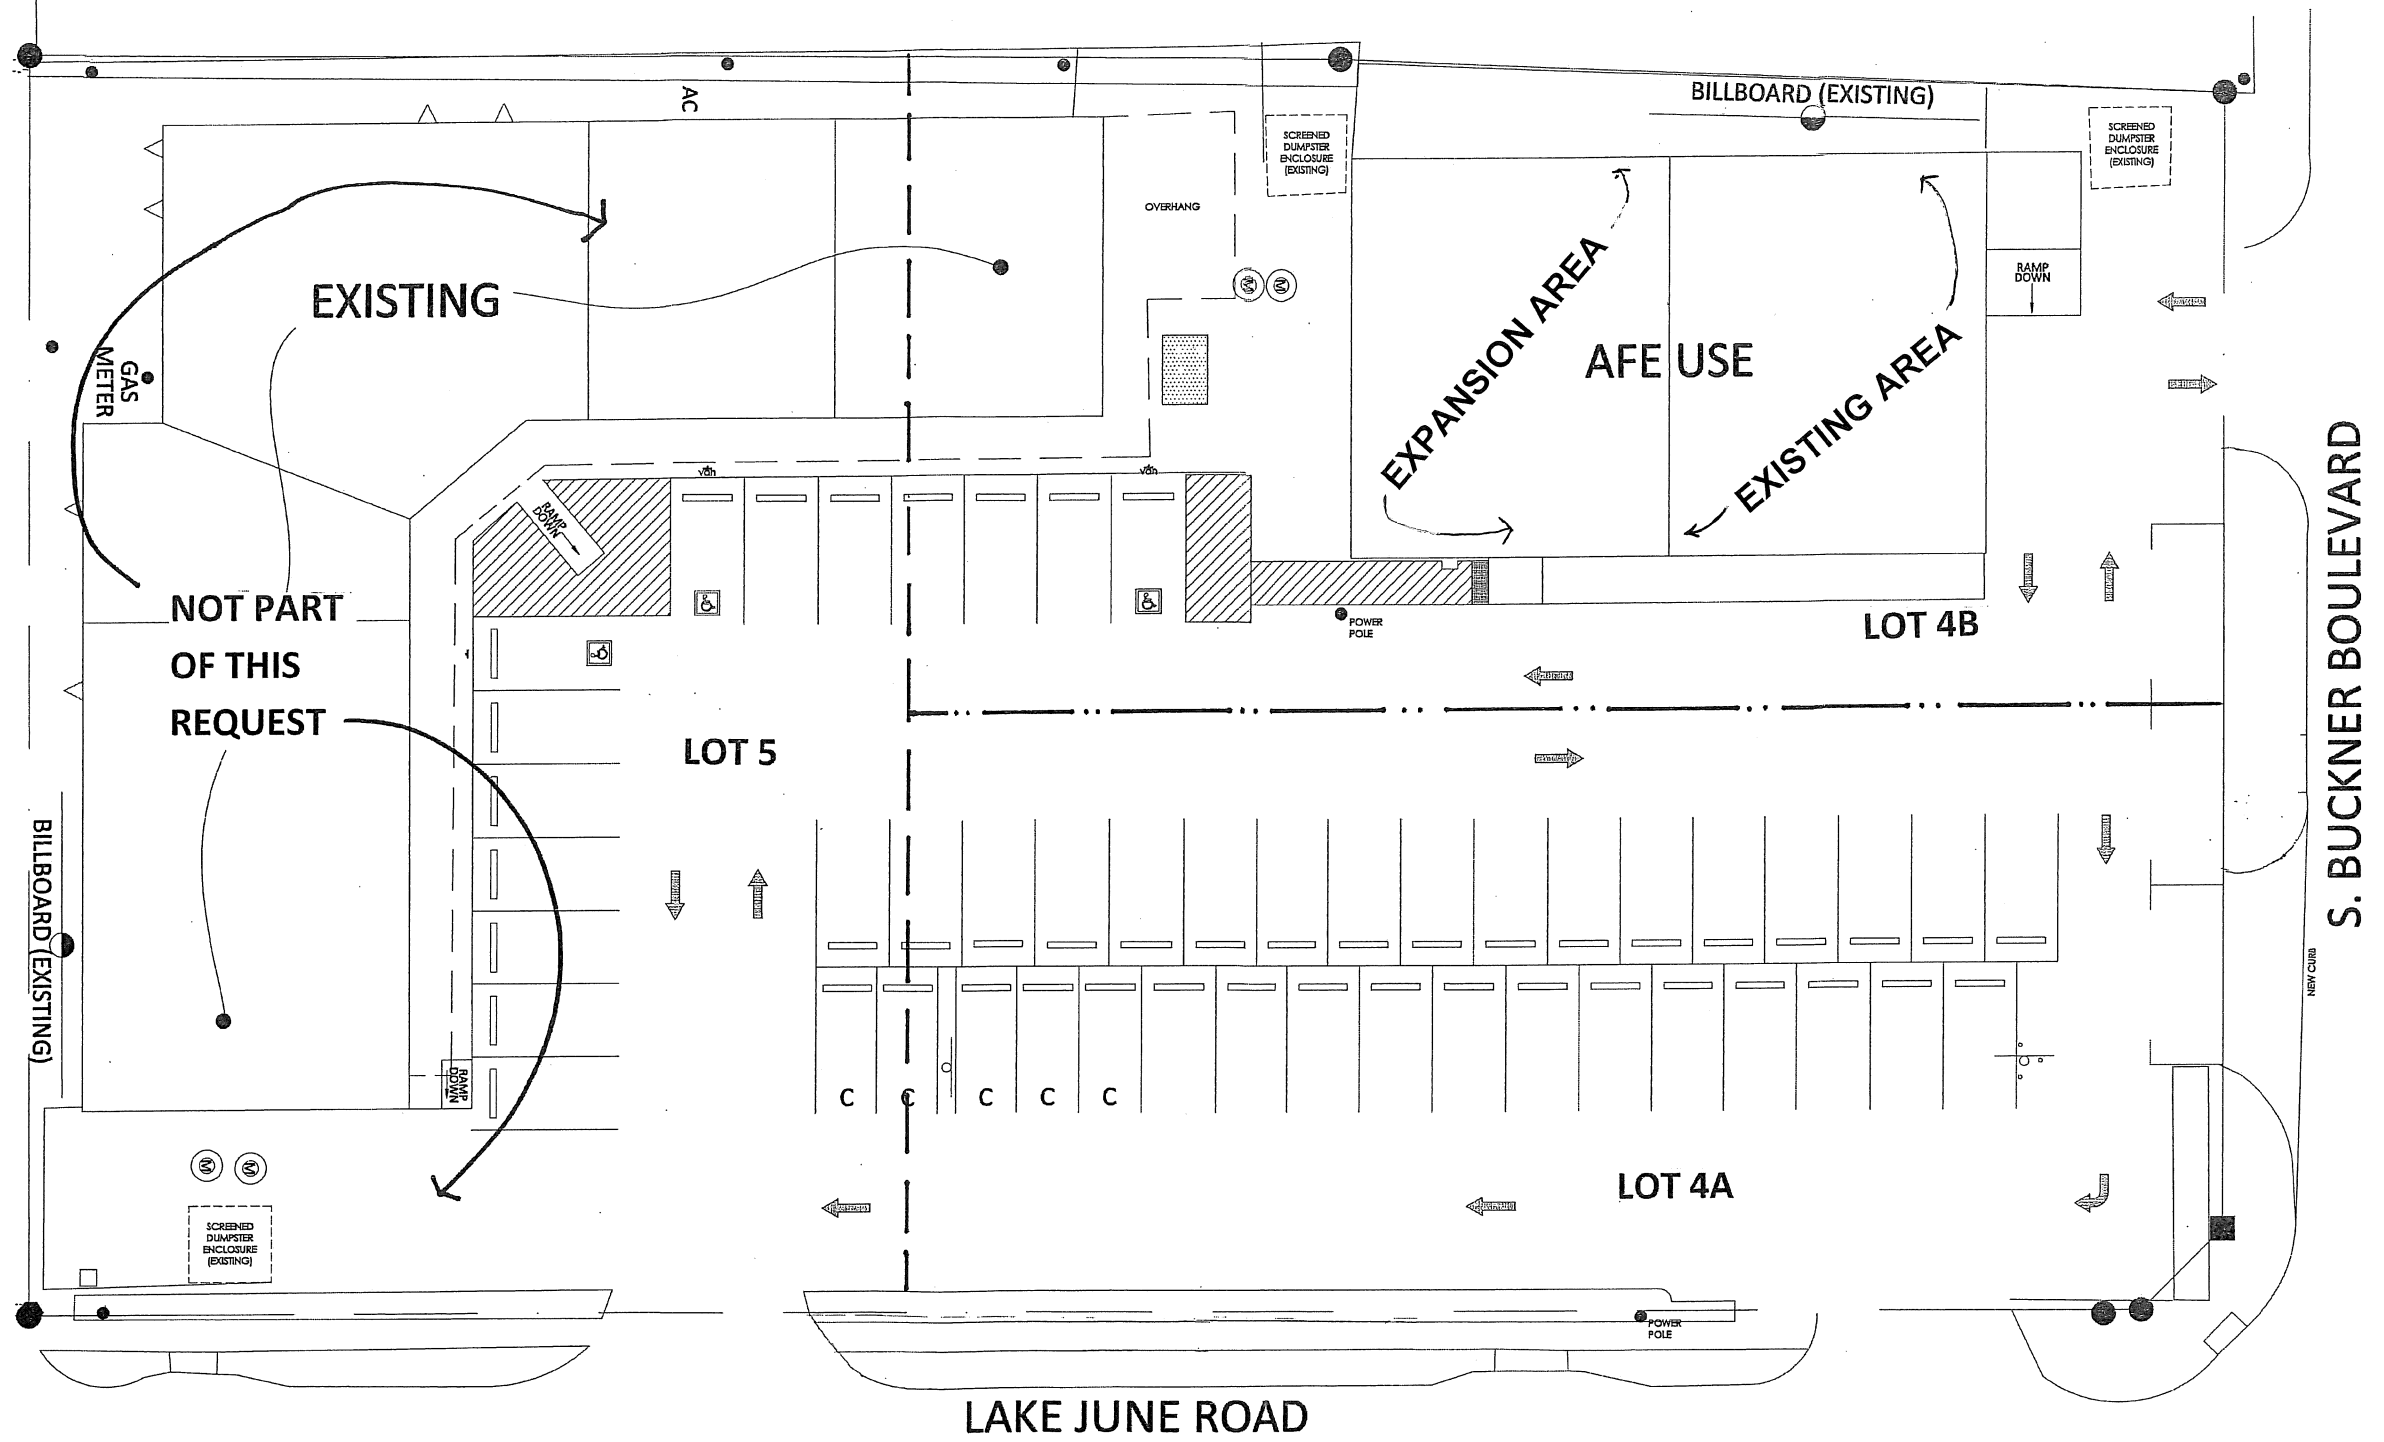 AC
BILLBOARD (EXISTING)
SCREENED
DUMPSTER
ENCLOSURE
(EXISTING)
SCREENED
DUMPSTER
ENCLOSURE
(EXISTING)
OVERHANG
EXISTING
M M
EXPANSION AREA
AFE USE
EXISTING AREA
RAMP
DOWN
GAS
METER
van
van
RAMP
DOWN
NOT PART
OF THIS
REQUEST
POWER
POLE
LOT 4B
S. BUCKNER BOULEVARD
LOT 5
BILLBOARD (EXISTING)
NEW CURB
RAMP
DOWN
C C C C C
M M
LOT 4A
SCREENED
DUMPSTER
ENCLOSURE
(EXISTING)
POWER
POLE
LAKE JUNE ROAD